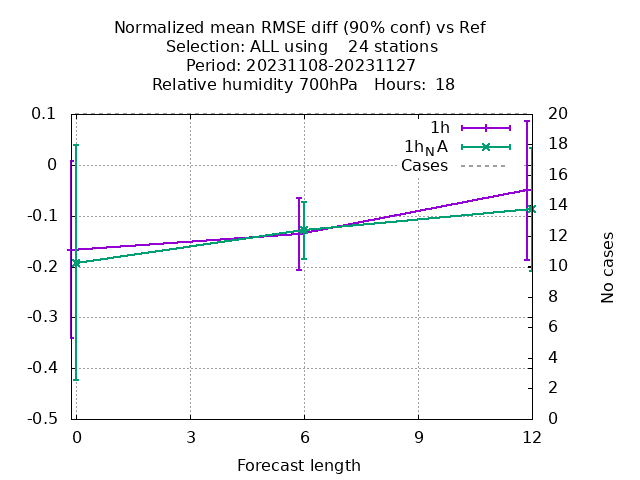 Normalized mean RMSE diff (90% conf) vs Ref
Selection: ALL using    24 stations
Period: 20231108-20231127
Relative humidity 700hPa   Hours:  18
1h
1h_N A
Cases
0.1
0
-0.1
-0.2
-0.3
-0.4
-0.5
20
18
16
14
12
10
8
6
4
2
0
No cases
0 3 6 9 12
Forecast length